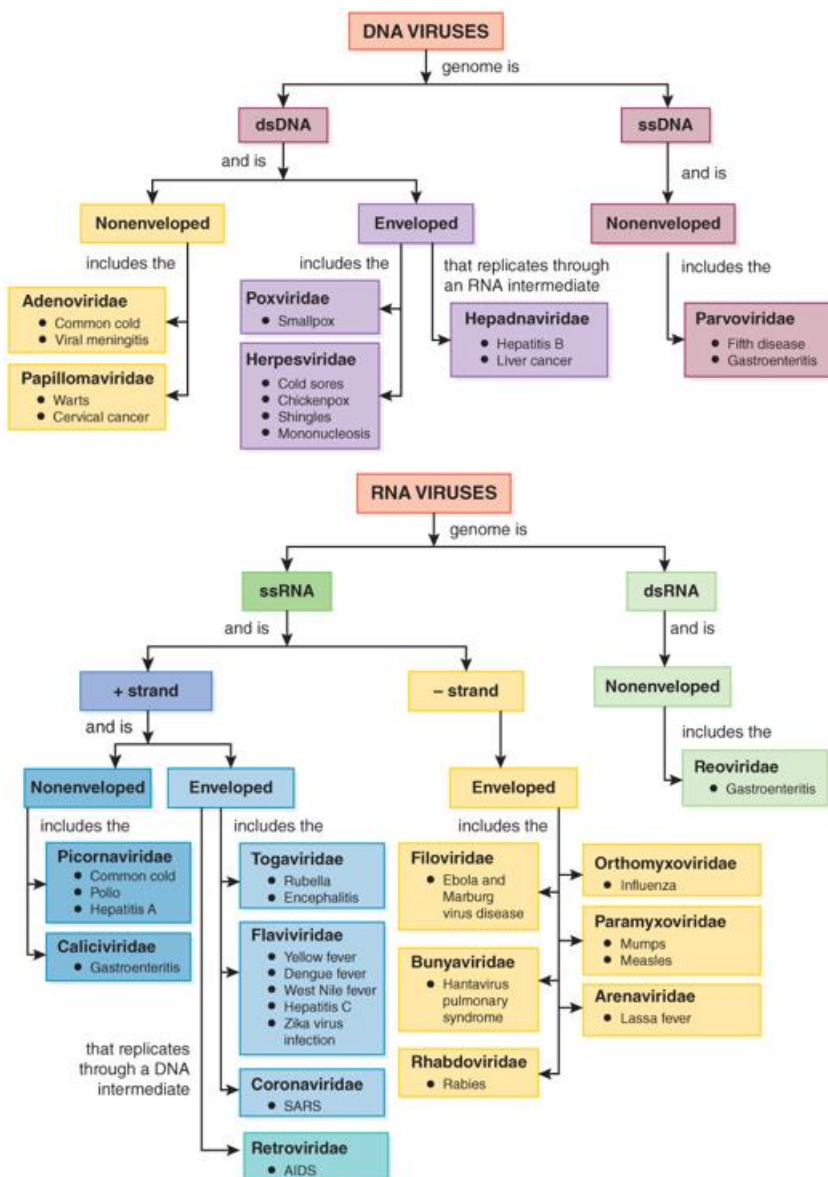 DNA VIRUSES
genome is
dsDNA
ssDNA
and is
and is
Nonenveloped
Enveloped
Nonenveloped
includes the
includes the
that replicates through
an RNA intermediate
includes the
Adenoviridae
● Common cold
● Viral meningitis
Papillomaviridae
● Warts
● Cervical cancer
Poxviridae
● Smallpox
Herpesviridae
● Cold sores
● Chickenpox
● Shingles
● Mononucleosis
Hepadnaviridae
● Hepatitis B
● Liver cancer
Parvoviridae
● Fifth disease
● Gastroenteritis
RNA VIRUSES
genome is
ssRNA
dsRNA
and is
and is
+ strand
– strand
Nonenveloped
and is
includes the
Reoviridae
● Gastroenteritis
Nonenveloped
Enveloped
Enveloped
includes the
includes the
includes the
Picornaviridae
● Common cold
● Polio
● Hepatitis A
Caliciviridae
● Gastroenteritis
that replicates
through a DNA
intermediate
Togaviridae
● Rubella
● Encephalitis
Flaviviridae
● Yellow fever
● Dengue fever
● West Nile fever
● Hepatitis C
● Zika virus
infection
Coronaviridae
● SARS
Retroviridae
● AIDS
Filoviridae
● Ebola and
Marburg
virus disease
Bunyaviridae
● Hantavirus
pulmonary
syndrome
Rhabdoviridae
● Rabies
Orthomyxoviridae
● Influenza
Paramyxoviridae
● Mumps
● Measles
Arenaviridae
● Lassa fever